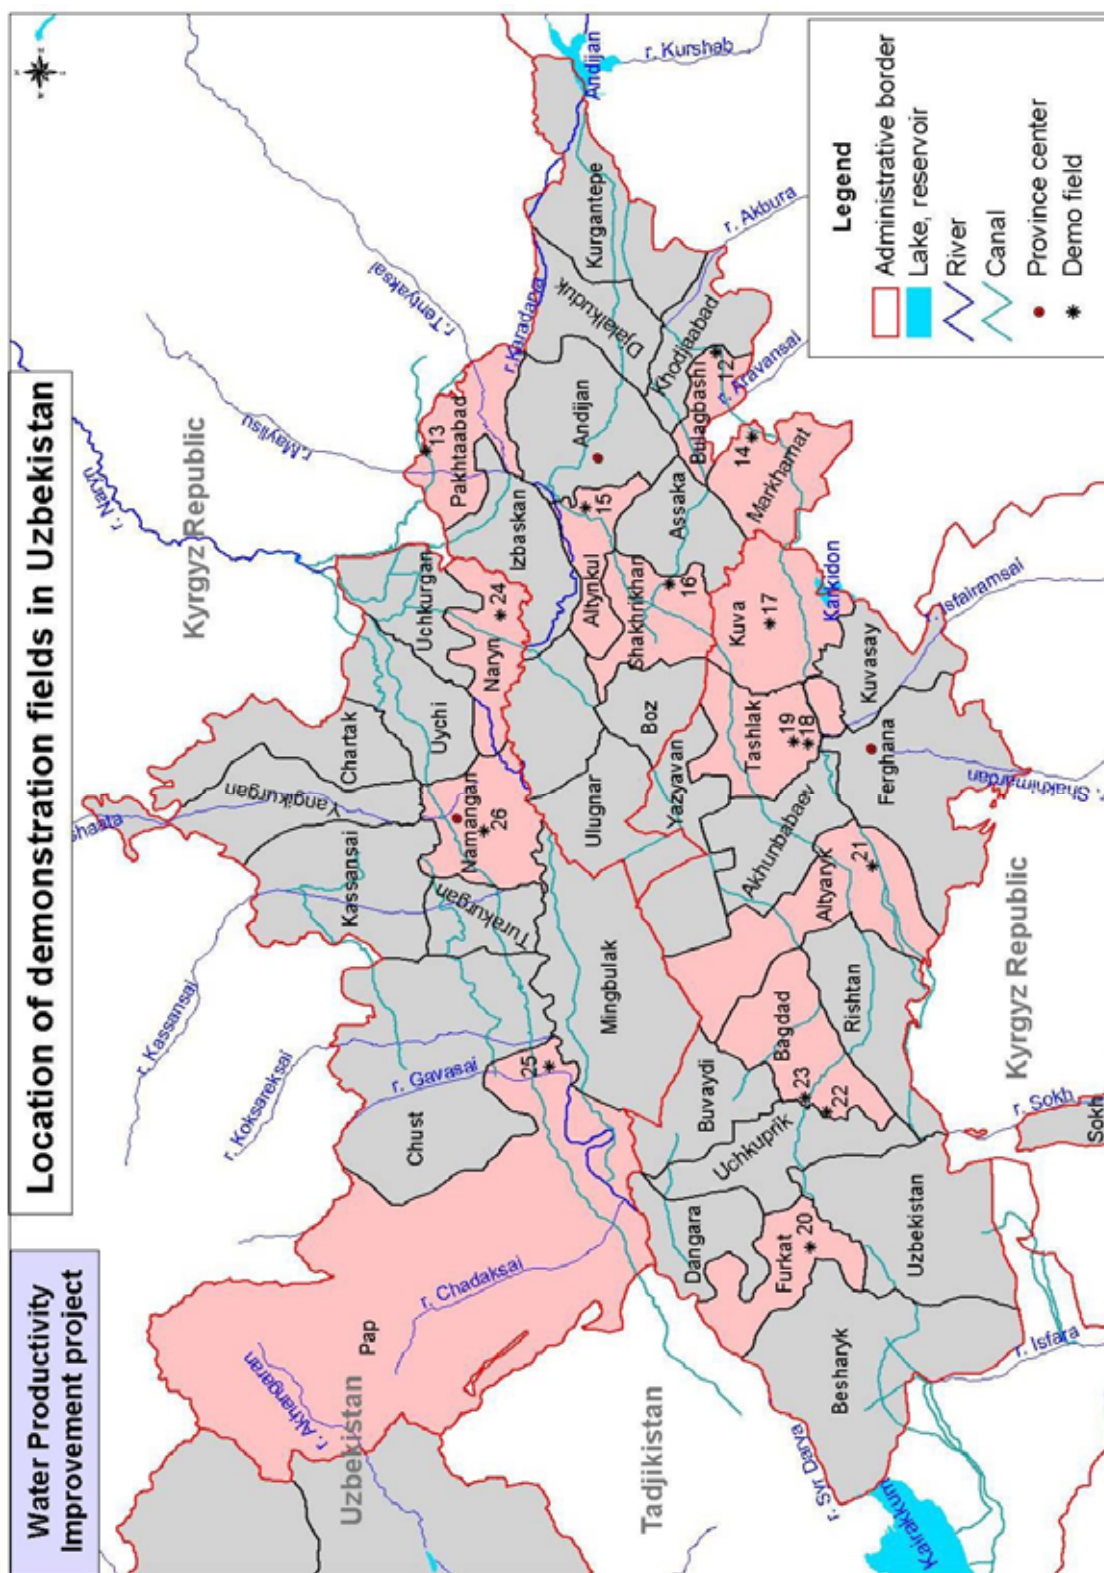 Water Productivity
Improvement project
Location of demonstration fields in Uzbekistan
Kyrgyz Republic
r. Naryn
r.Mayliisu
r.Tentyaksai
r. Kurshab
Andijan
r.Karadarya
r. Kassansai
r. Koksareksai
r. Gavasai
r. Chadaksai
r. Akhangaran
Uzbekistan
Pap
Chust
Kassansai
Yangikurgan
Chartak
Uychi
Uchkurgan
Turakurgan
Namangan
26
25
Naryn
24
Izbaskan
Pakhtaabad
13
Kurgantepe
Djalalkuduk
Khodjaabad
Andijan
Bulagbashi
12
r. Akbura
r. Aravansai
Altynkul
15
Assaka
14
Markhamat
Shakhrikhan
16
Kuva
17
Karkidon
Mingbulak
Ulugnar
Boz
Yazyavan
Tashlak
19
18
Kuvasay
Ferghana
r. Isfairamsai
r. Shakhimardan
Akhunbabaev
Altyaryk
21
Bagdad
Rishtan
23
22
Buvaydi
Uchkuprik
Dangara
Furkat
20
Uzbekistan
Besharyk
Tadjikistan
r. Syr Darya
Kairakkum
r. Isfara
r. Sokh
Sokh
Kyrgyz Republic
Legend
Administrative border
Lake, reservoir
River
Canal
Province center
Demo field